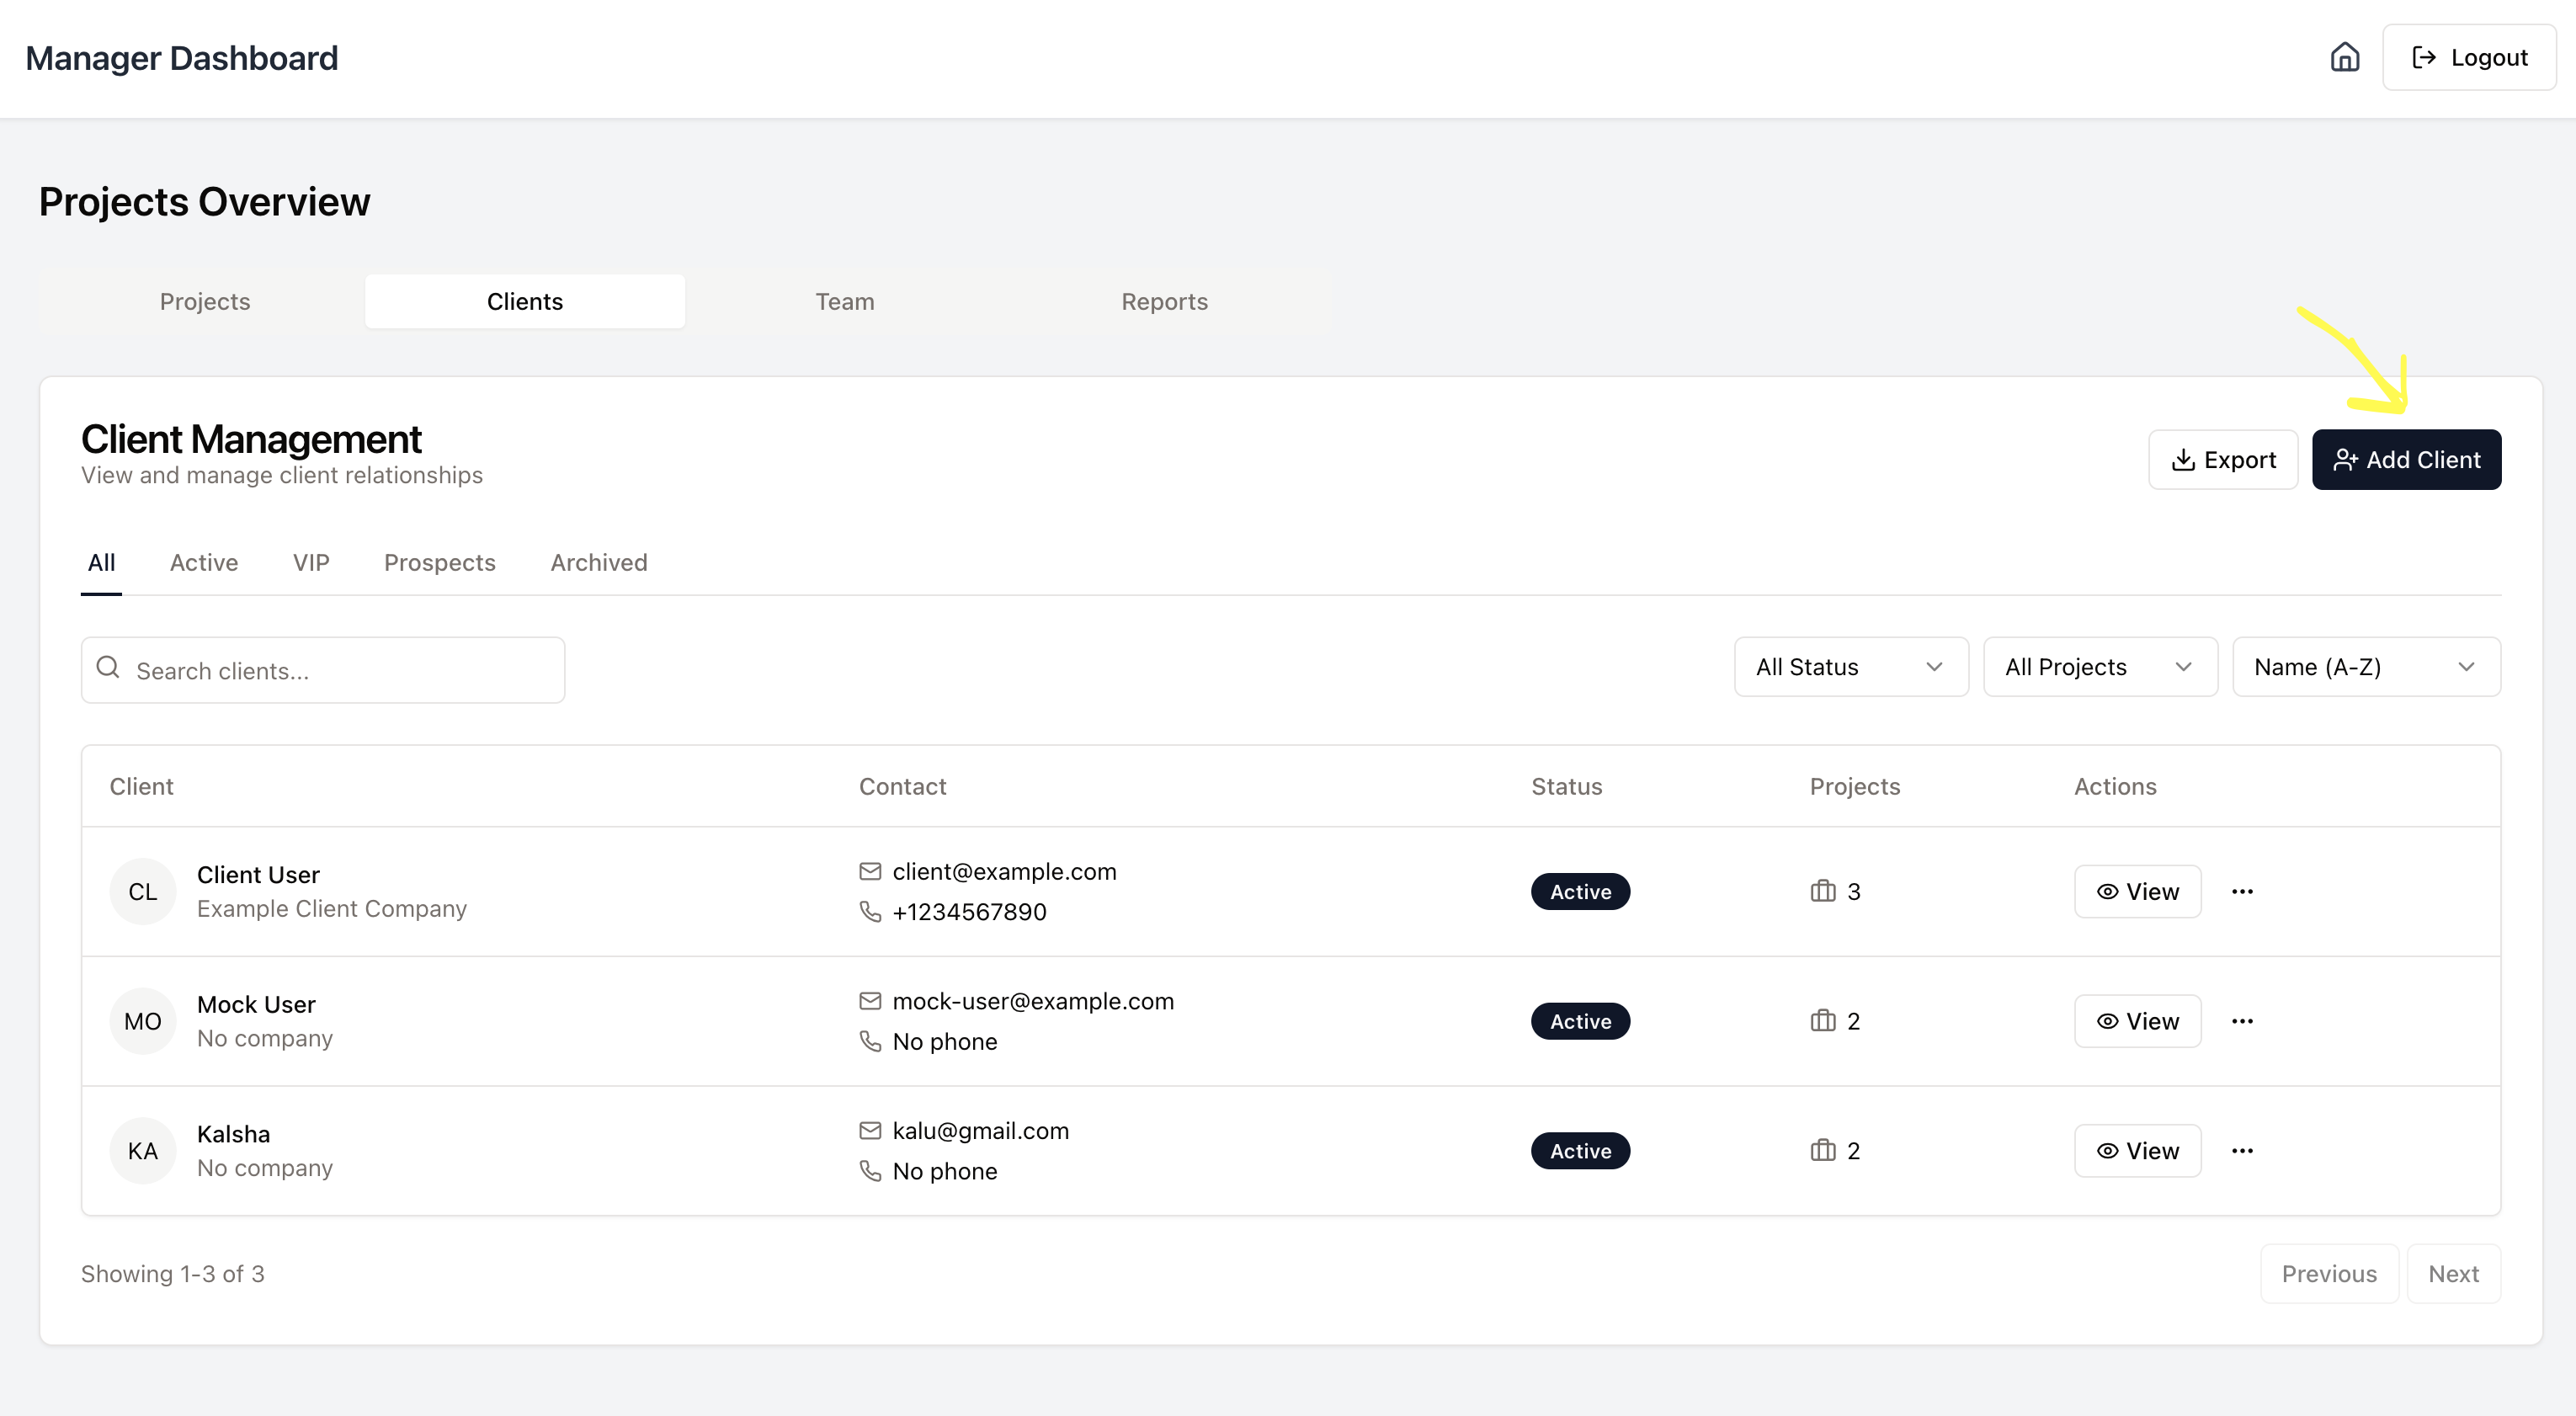 Manager Dashboard
Logout
Projects Overview
Projects Clients Team Reports
Client Management
View and manage client relationships
Export Add Client
All Active VIP Prospects Archived
Search clients...
All Status All Projects Name (A-Z)
Client Contact Status Projects Actions
CL
Client User
Example Client Company
client@example.com
+1234567890
Active 3 View
MO
Mock User
No company
mock-user@example.com
No phone
Active 2 View
KA
Kalsha
No company
kalu@gmail.com
No phone
Active 2 View
Showing 1-3 of 3
Previous Next